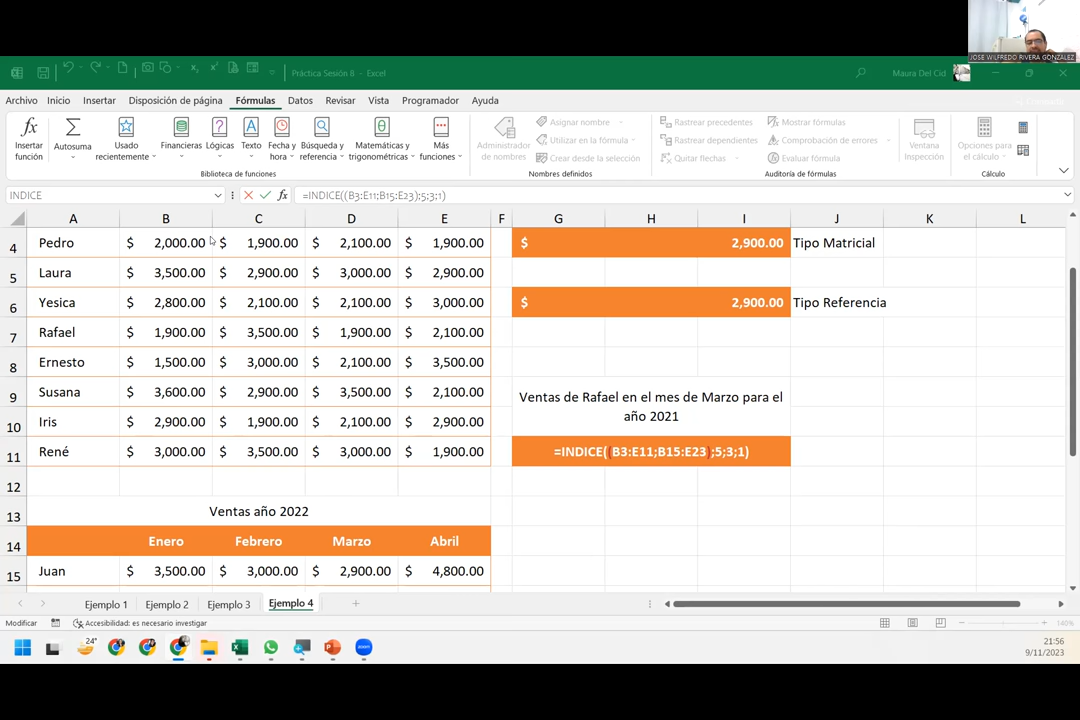 JOSE WILFREDO RIVERA GONZALEZ
Práctica Sesión 8 - Excel
Maura Del Cid
Archivo Inicio Insertar Disposición de página Fórmulas Datos Revisar Vista Programador Ayuda
Insertar función
Autosuma
Usado recientemente
Financieras
Lógicas
Texto
Fecha y hora
Búsqueda y referencia
Matemáticas y trigonométricas
Más funciones
Biblioteca de funciones
Administrador de nombres
Asignar nombre
Utilizar en la fórmula
Crear desde la selección
Nombres definidos
Rastrear precedentes
Rastrear dependientes
Quitar flechas
Mostrar fórmulas
Comprobación de errores
Evaluar fórmula
Auditoría de fórmulas
Ventana Inspección
Opciones para el cálculo
Cálculo
INDICE fx =INDICE((B3:E11;B15:E23);5;3;1)
A B C D E F G H I J K L
4 Pedro $ 2,000.00 $ 1,900.00 $ 2,100.00 $ 1,900.00 $ 2,900.00 Tipo Matricial
5 Laura $ 3,500.00 $ 2,900.00 $ 3,000.00 $ 2,900.00
6 Yesica $ 2,800.00 $ 2,100.00 $ 2,100.00 $ 3,000.00 $ 2,900.00 Tipo Referencia
7 Rafael $ 1,900.00 $ 3,500.00 $ 1,900.00 $ 2,100.00
8 Ernesto $ 1,500.00 $ 3,000.00 $ 2,100.00 $ 3,500.00
9 Susana $ 3,600.00 $ 2,900.00 $ 3,500.00 $ 2,100.00
Ventas de Rafael en el mes de Marzo para el
año 2021
10 Iris $ 2,900.00 $ 1,900.00 $ 2,100.00 $ 2,900.00
11 René $ 3,000.00 $ 3,500.00 $ 3,000.00 $ 1,900.00 =INDICE((B3:E11;B15:E23);5;3;1)
12
13 Ventas año 2022
14 Enero Febrero Marzo Abril
15 Juan $ 3,500.00 $ 3,000.00 $ 2,900.00 $ 4,800.00
Ejemplo 1 Ejemplo 2 Ejemplo 3 Ejemplo 4
Modificar Accesibilidad: es necesario investigar 140%
24°
21:56
9/11/2023